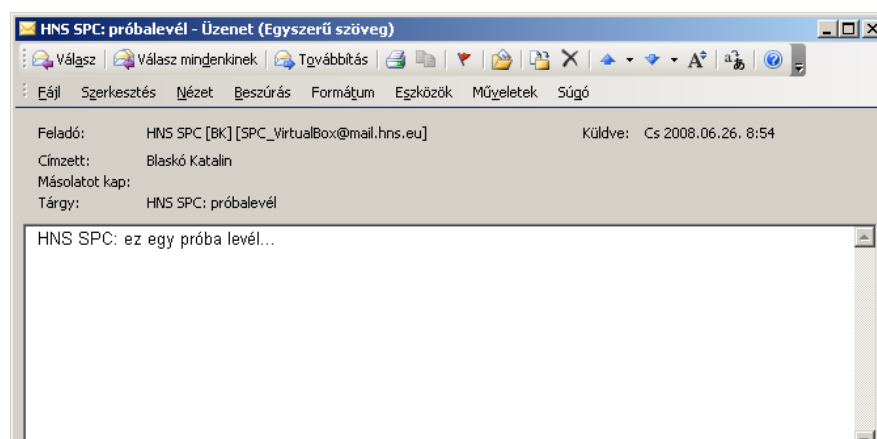 HNS SPC: próbalevél - Üzenet (Egyszerű szöveg)
Válasz Válasz mindenkinek Továbbítás
Fájl Szerkesztés Nézet Beszúrás Formátum Eszközök Műveletek Súgó
Feladó: HNS SPC [BK] [SPC_VirtualBox@mail.hns.eu] Küldve: Cs 2008.06.26. 8:54
Címzett: Blaskó Katalin
Másolatot kap:
Tárgy: HNS SPC: próbalevél
HNS SPC: ez egy próba levél...